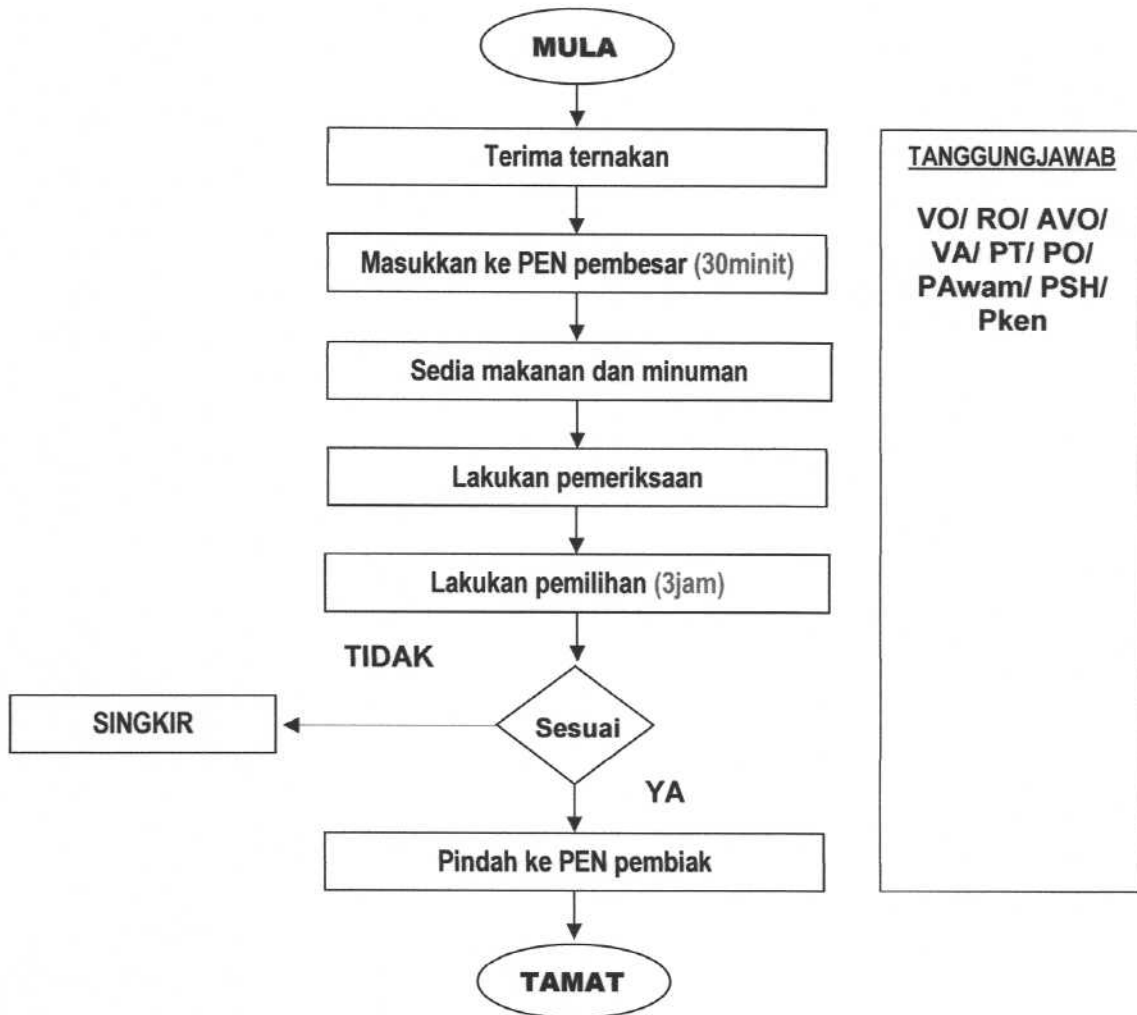 MULA
Terima ternakan
Masukkan ke PEN pembesar (30minit)
Sedia makanan dan minuman
Lakukan pemeriksaan
Lakukan pemilihan (3jam)
TIDAK
SINGKIR
Sesuai
YA
Pindah ke PEN pembiak
TAMAT
TANGGUNGJAWAB
VO/ RO/ AVO/
VA/ PT/ PO/
PAwam/ PSH/
Pken